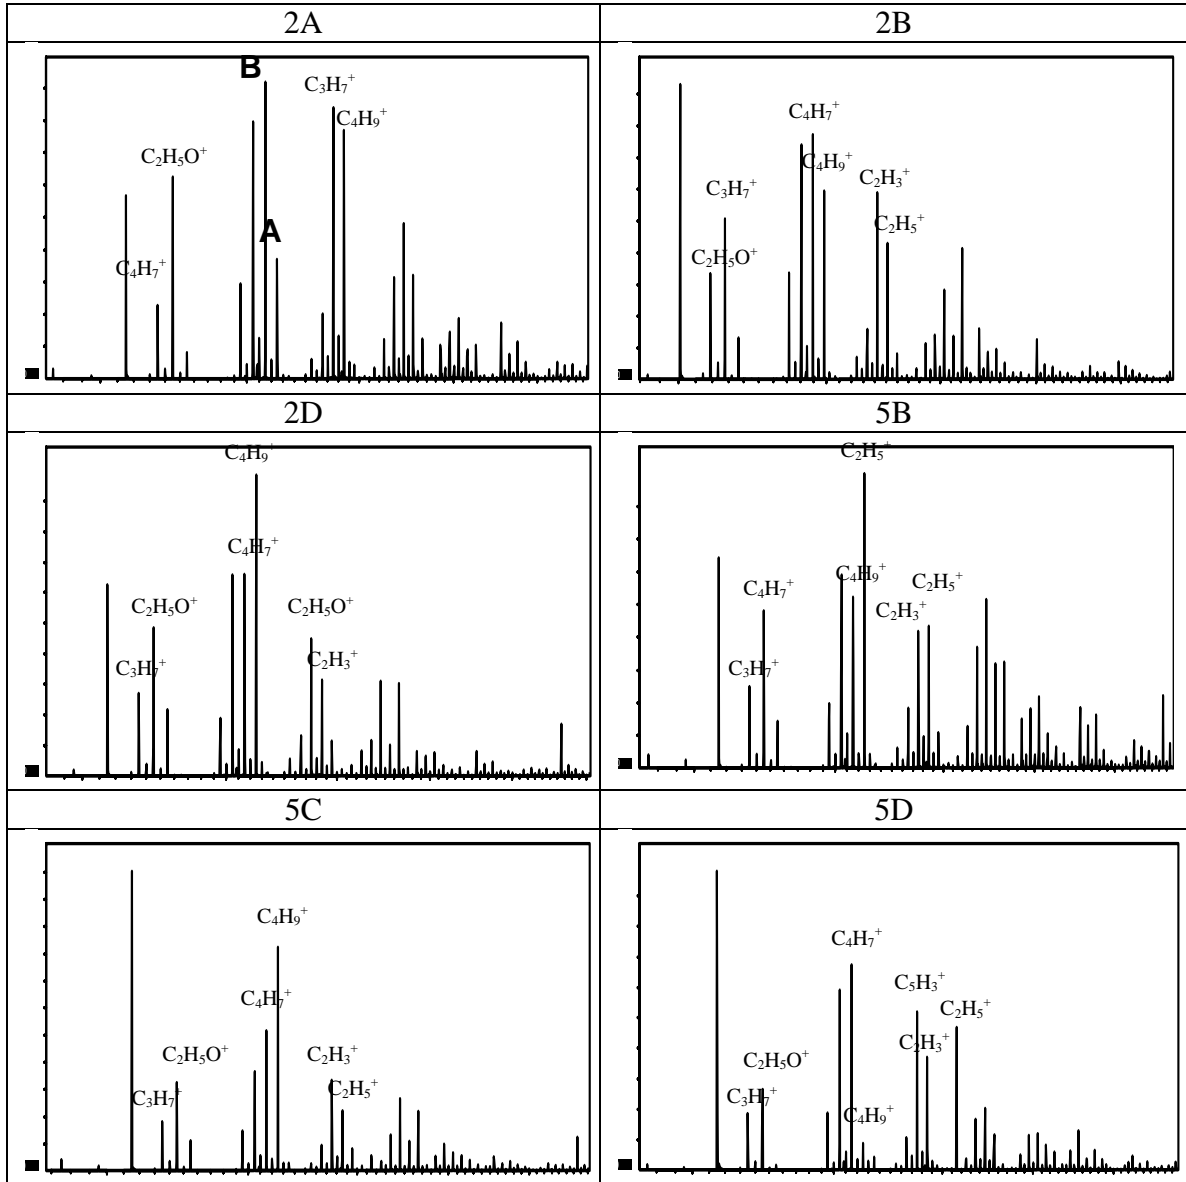 2A 2B
B
A
C₄H₇⁺
C₂H₅O⁺
C₃H₇⁺
C₄H₉⁺
C₃H₇⁺
C₂H₅O⁺
C₄H₇⁺
C₄H₉⁺
C₂H₃⁺
C₂H₅⁺
2D 5B
C₄H₉⁺
C₄H₇⁺
C₂H₅O⁺
C₃H₇⁺
C₂H₅O⁺
C₂H₃⁺
C₂H₅⁺
C₄H₉⁺
C₄H₇⁺
C₃H₇⁺
C₂H₅⁺
C₂H₃⁺
5C 5D
C₄H₉⁺
C₄H₇⁺
C₂H₅O⁺
C₃H₇⁺
C₂H₃⁺
C₂H₅⁺
C₄H₇⁺
C₅H₃⁺
C₂H₅⁺
C₂H₃⁺
C₂H₅O⁺
C₃H₇⁺
C₄H₉⁺